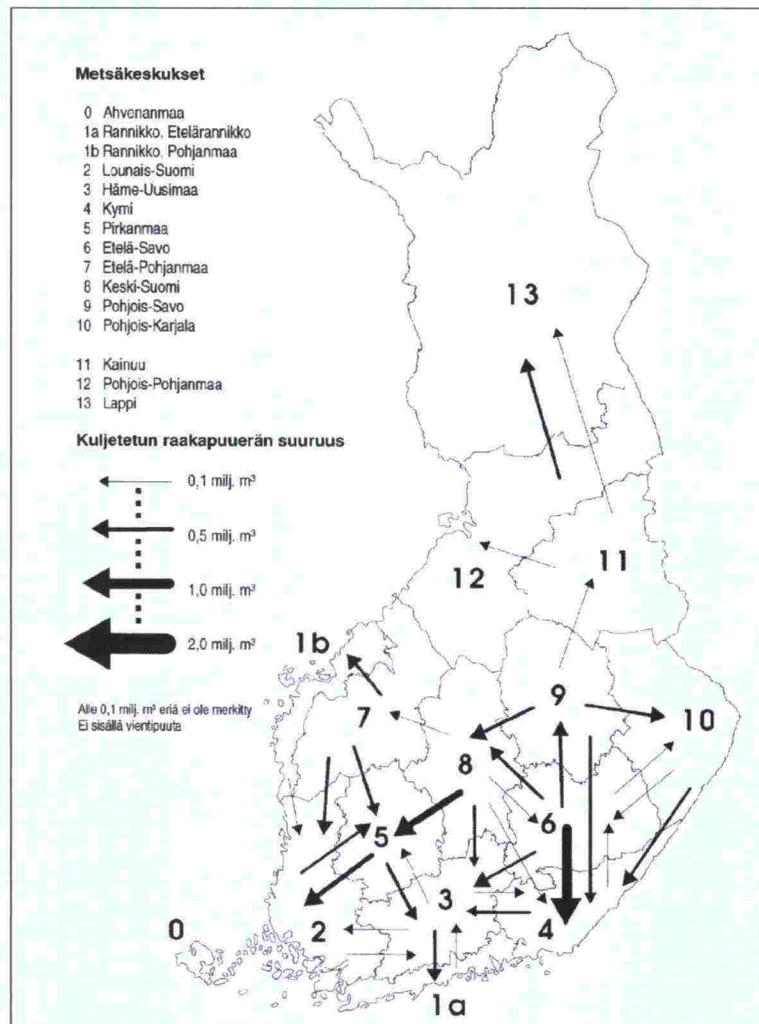 Metsäkeskukset
0 Ahvenanmaa
1a Rannikko, Etelärannikko
1b Rannikko, Pohjanmaa
2 Lounais-Suomi
3 Häme-Uusimaa
4 Kymi
5 Pirkanmaa
6 Etelä-Savo
7 Etelä-Pohjanmaa
8 Keski-Suomi
9 Pohjois-Savo
10 Pohjois-Karjala
11 Kainuu
12 Pohjois-Pohjanmaa
13 Lappi
Kuljetetun raakapuuerän suuruus
0,1 milj. m³
0,5 milj. m³
1,0 milj. m³
2,0 milj. m³
Alle 0,1 milj. m³ eriä ei ole merkitty
Ei sisällä vientipuuta
13
11
12
1b
9
7
10
8
6
5
3
2
4
0
1a